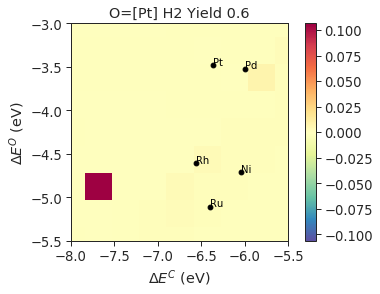 O=[Pt] H2 Yield 0.6
−3.0
−3.5
−4.0
−4.5
−5.0
−5.5
ΔE^O (eV)
Pt
Pd
Rh
Ni
Ru
−8.0 −7.5 −7.0 −6.5 −6.0 −5.5
ΔE^C (eV)
0.100
0.075
0.050
0.025
0.000
−0.025
−0.050
−0.075
−0.100